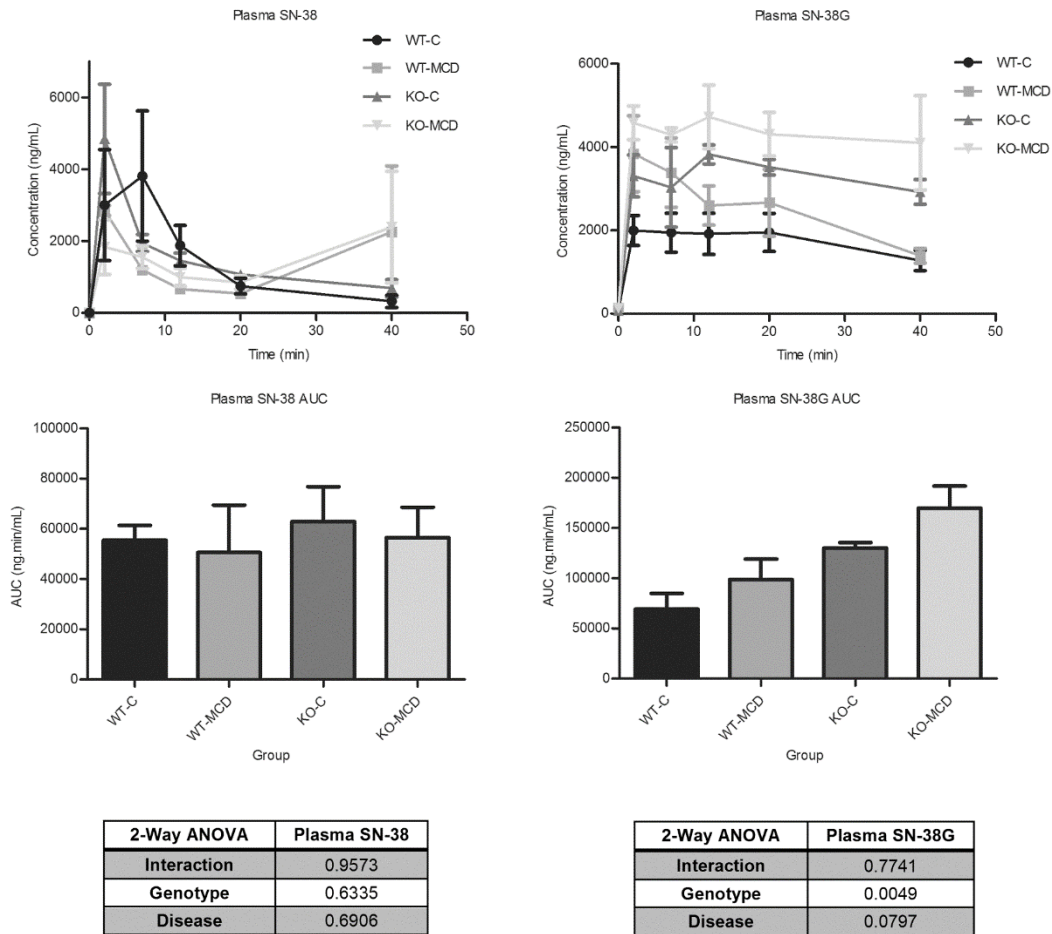 Plasma SN-38
WT-C
WT-MCD
KO-C
KO-MCD
Concentration (ng/mL)
6000
4000
2000
0
0 10 20 30 40 50
Time (min)
Plasma SN-38G
WT-C
WT-MCD
KO-C
KO-MCD
Concentration (ng/mL)
6000
4000
2000
0
0 10 20 30 40 50
Time (min)
Plasma SN-38 AUC
AUC (ng.min/mL)
100000
80000
60000
40000
20000
0
WT-C WT-MCD KO-C KO-MCD
Group
Plasma SN-38G AUC
AUC (ng.min/mL)
250000
200000
150000
100000
50000
0
WT-C WT-MCD KO-C KO-MCD
Group
2-Way ANOVA Plasma SN-38
Interaction 0.9573
Genotype 0.6335
Disease 0.6906
2-Way ANOVA Plasma SN-38G
Interaction 0.7741
Genotype 0.0049
Disease 0.0797